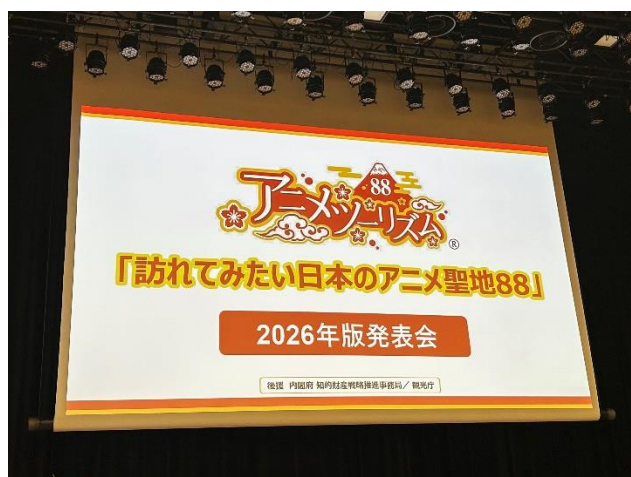 88
アニメツーリズム®
「訪れてみたい日本のアニメ聖地88」
2026年版発表会
後援 内閣府 知的財産戦略推進事務局／観光庁